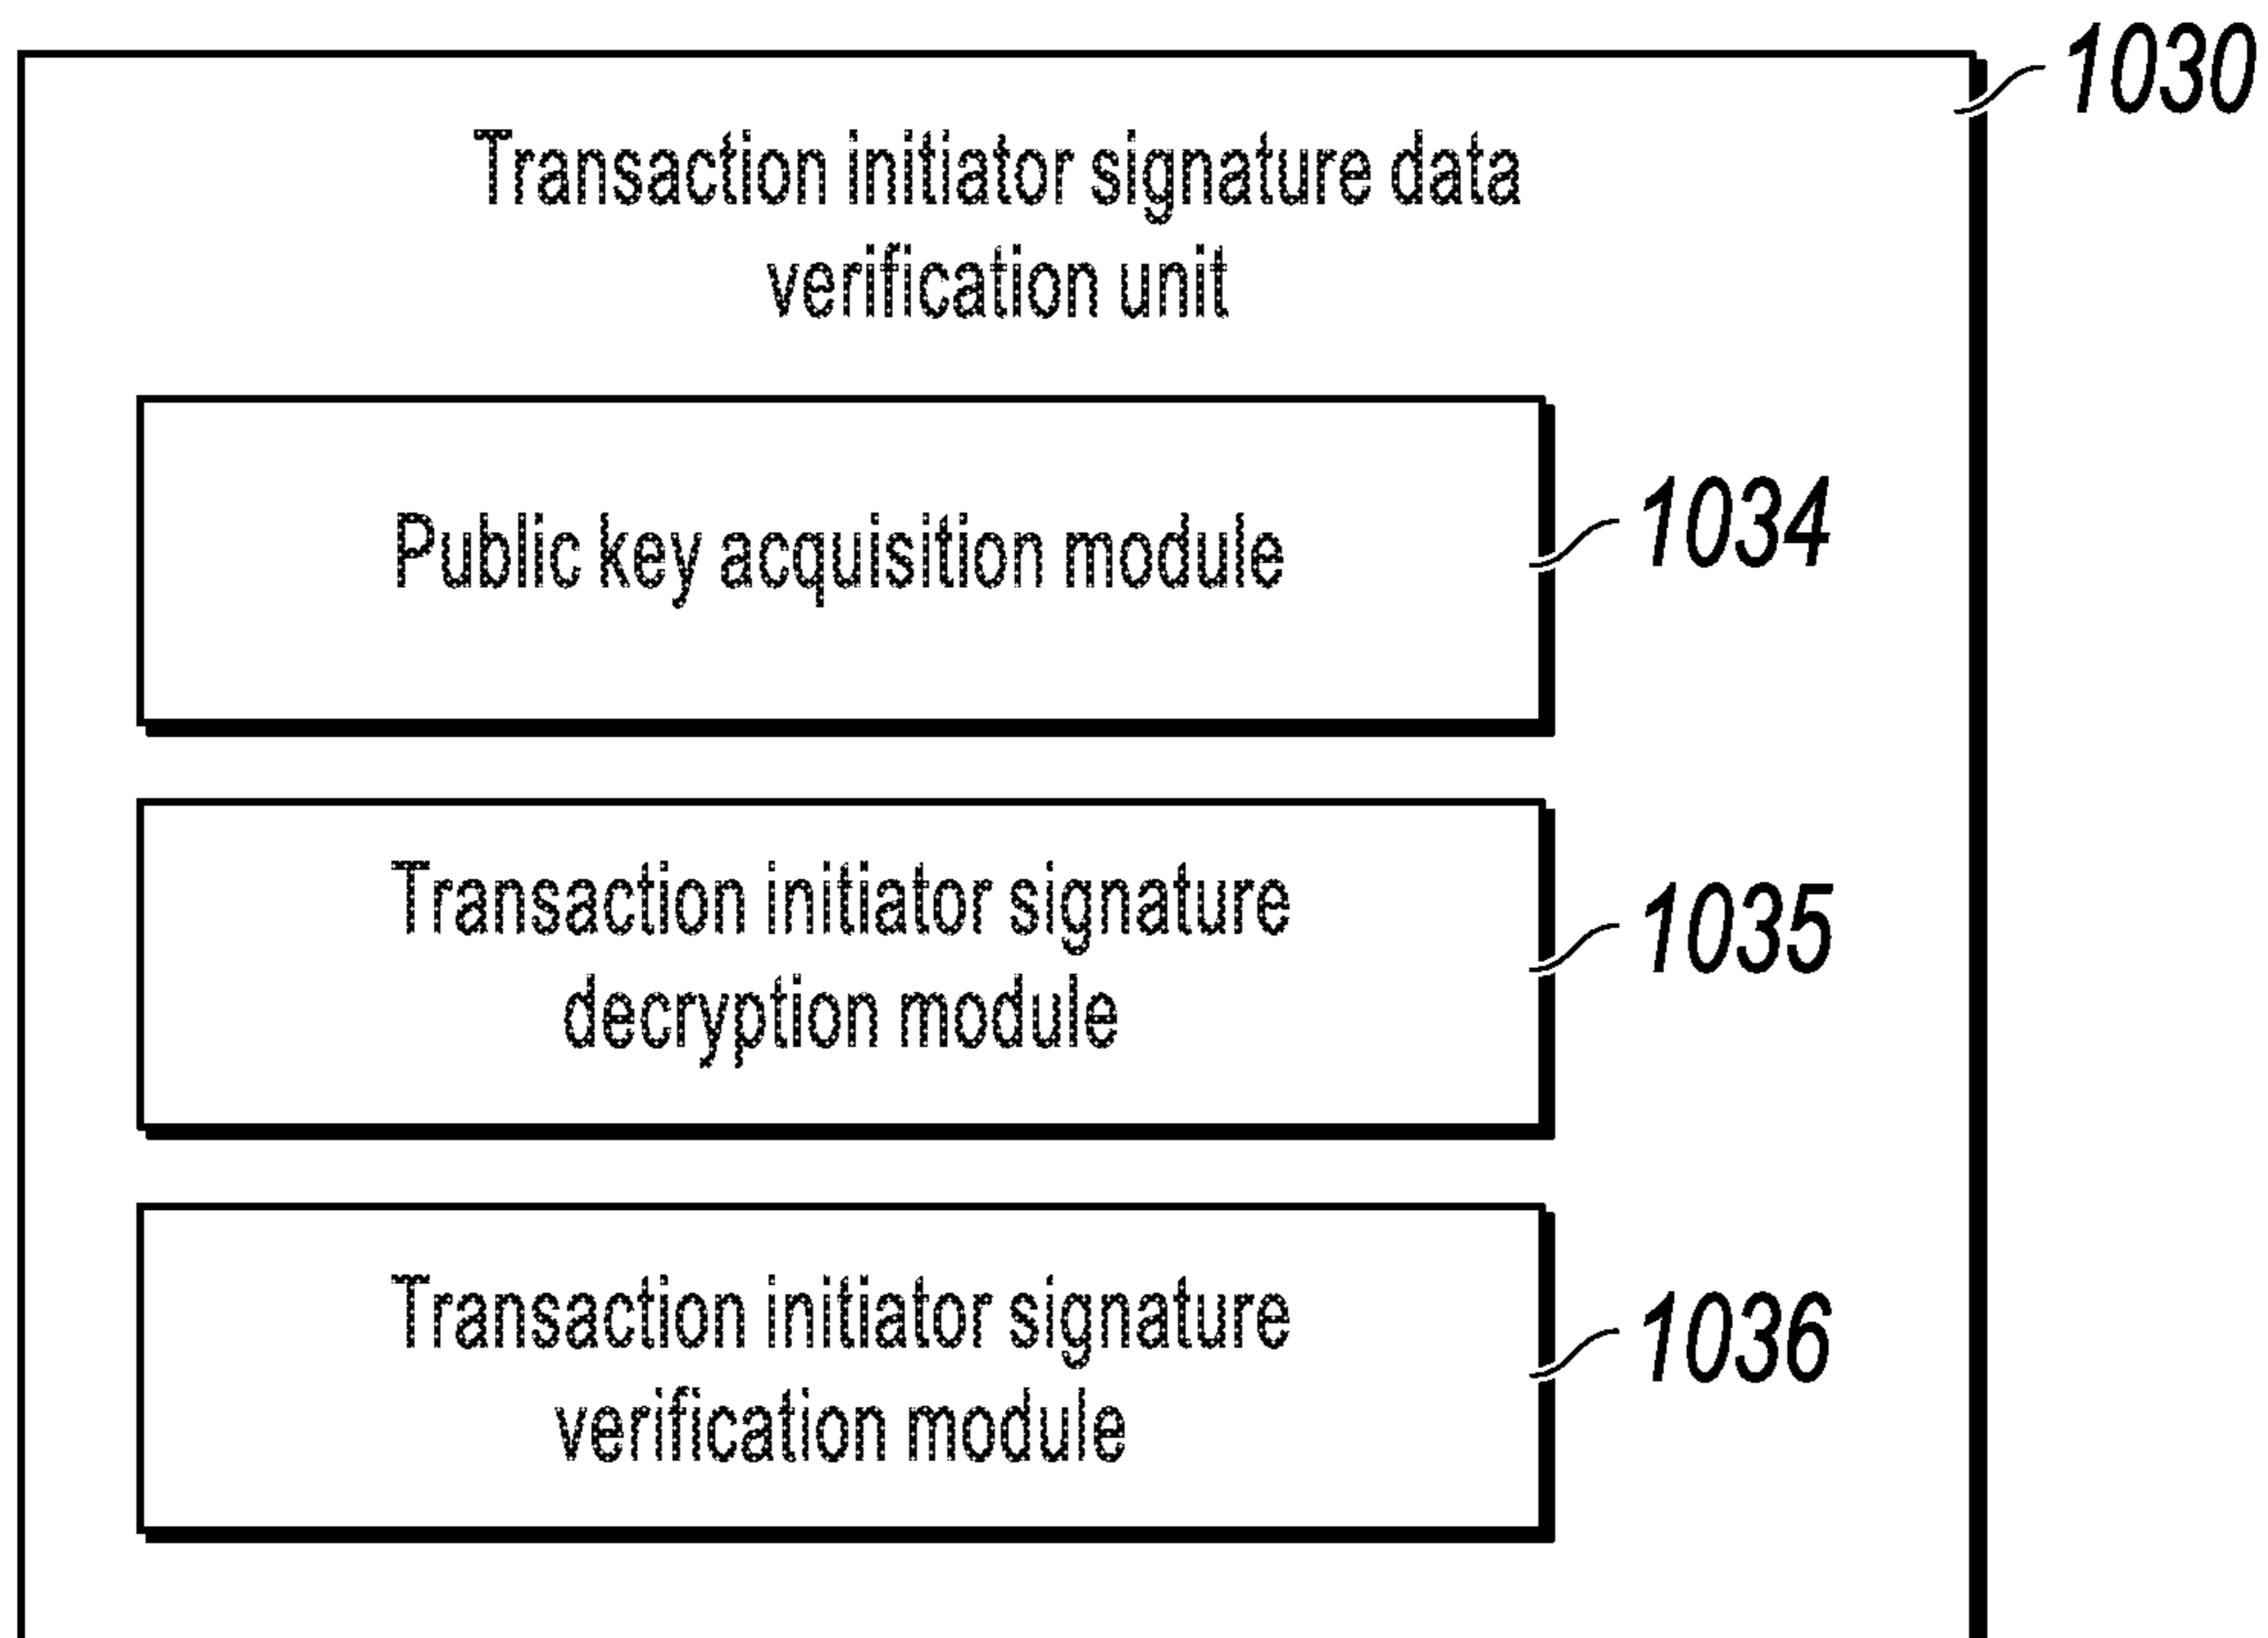 1030
Transaction initiator signature data
verification unit
Public key acquisition module
1034
Transaction initiator signature
decryption module
1035
Transaction initiator signature
verification module
1036